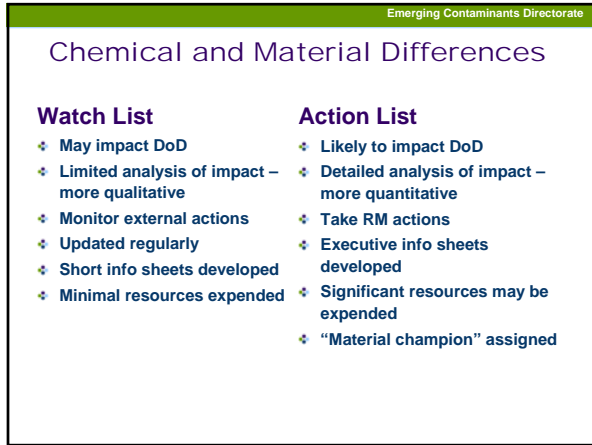 Emerging Contaminants Directorate
Chemical and Material Differences
Watch List
May impact DoD
Limited analysis of impact –
more qualitative
Monitor external actions
Updated regularly
Short info sheets developed
Minimal resources expended
Action List
Likely to impact DoD
Detailed analysis of impact –
more quantitative
Take RM actions
Executive info sheets
developed
Significant resources may be
expended
“Material champion” assigned